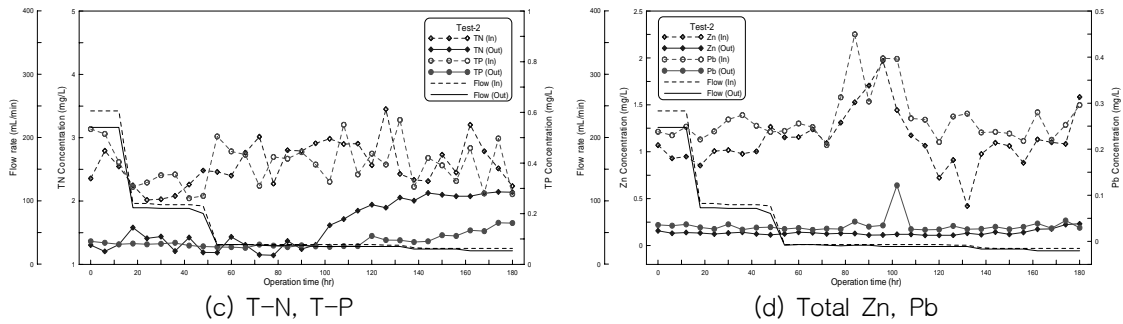 Flow rate (mL/min)
400
300
200
100
0
TN Concentration (mg/L)
5
4
3
2
1
Test-2
TN (In)
TN (Out)
TP (In)
TP (Out)
Flow (In)
Flow (Out)
TP Concentration (mg/L)
1
0.8
0.6
0.4
0.2
0
0 20 40 60 80 100 120 140 160 180
Operation time (hr)
(c) T-N, T-P
Flow rate (mL/min)
400
300
200
100
0
Zn Concentration (mg/L)
2.5
2
1.5
1
0.5
0
Test-2
Zn (In)
Zn (Out)
Pb (In)
Pb (Out)
Flow (In)
Flow (Out)
Pb Concentration (mg/L)
0.5
0.4
0.3
0.2
0.1
0
0 20 40 60 80 100 120 140 160 180
Operation time (hr)
(d) Total Zn, Pb